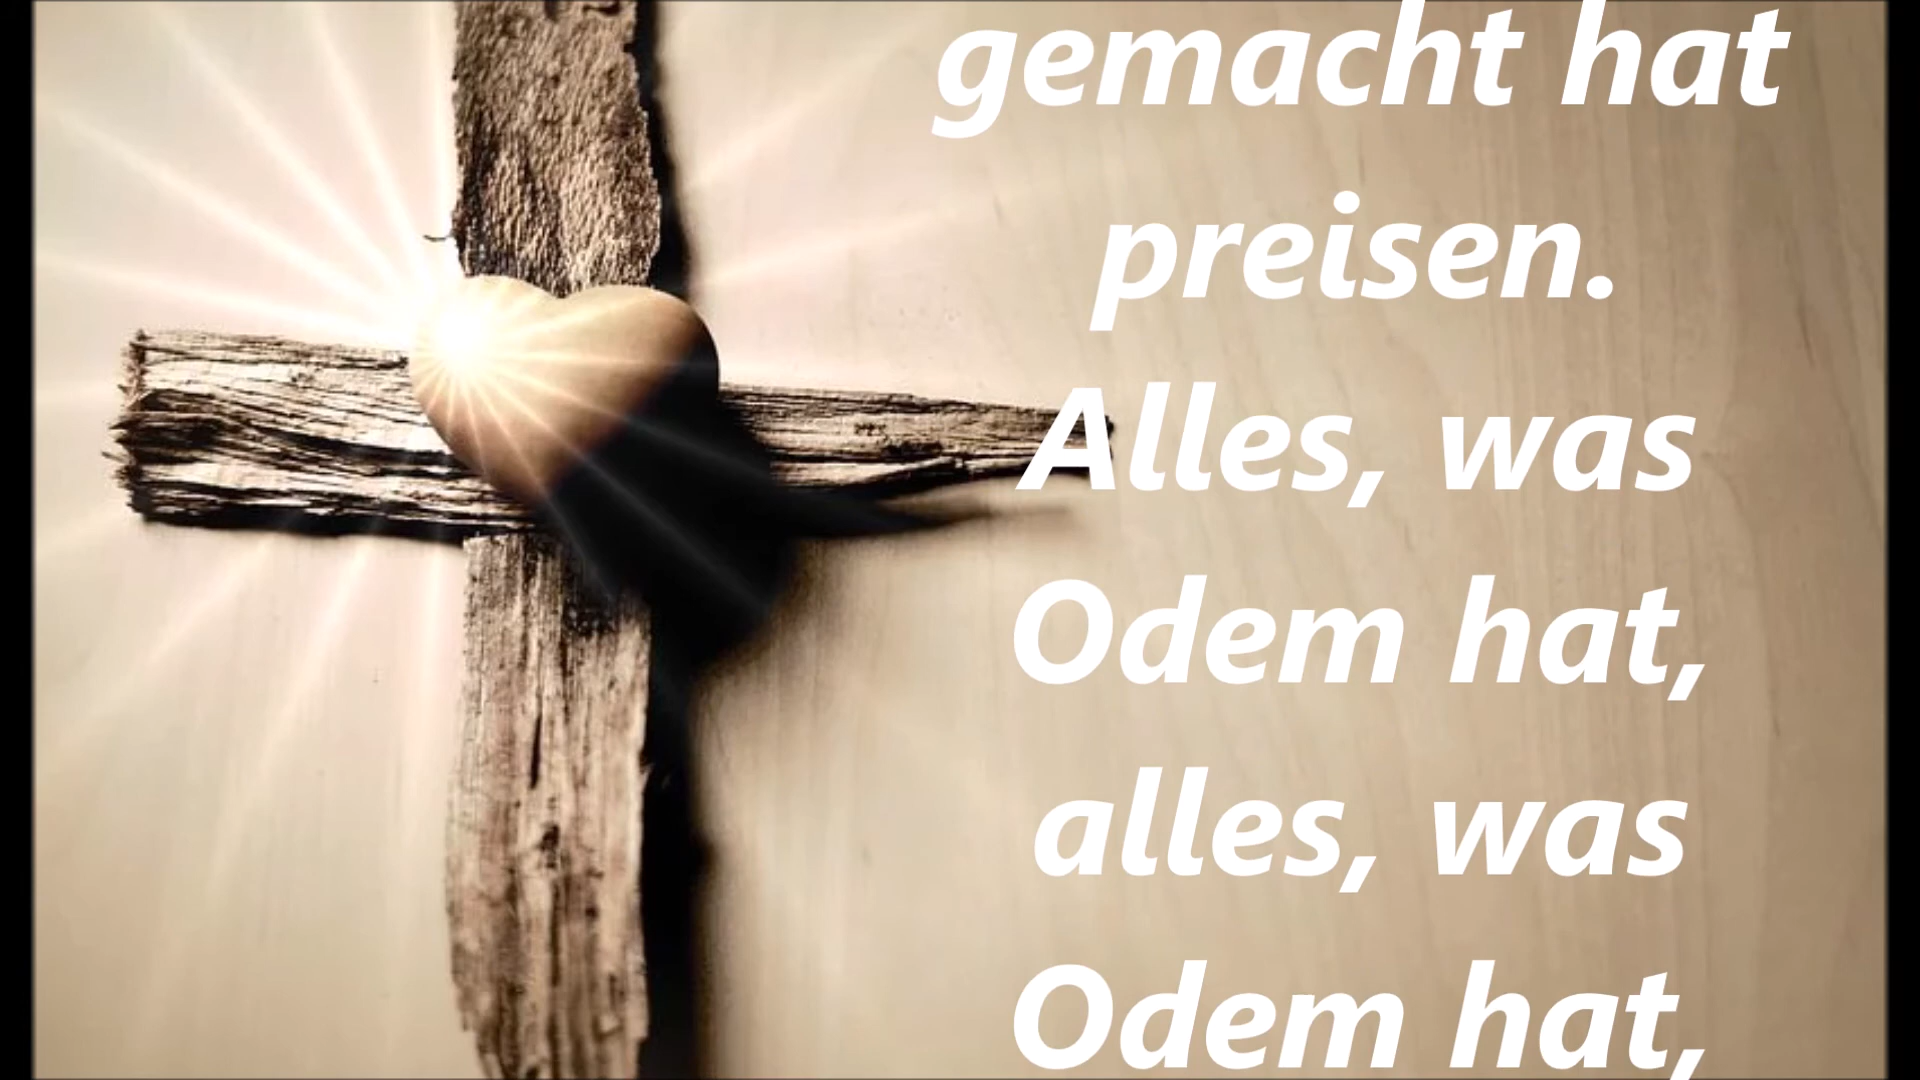 gemacht hat
preisen.
Alles, was
Odem hat,
alles, was
Odem hat,